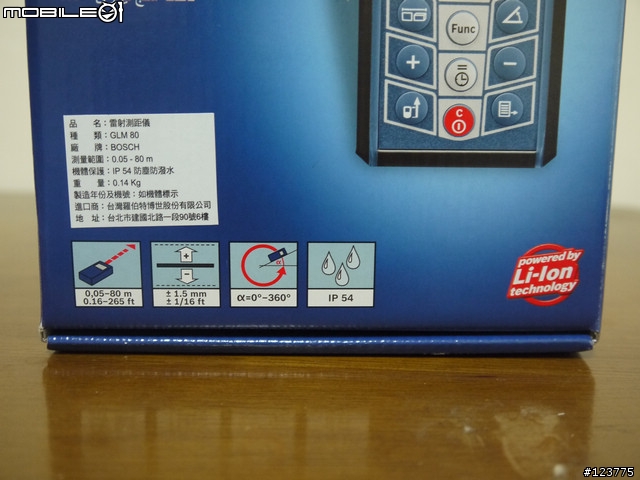 MOBILE01
Func
C
品　名：雷射測距儀
種　類：GLM 80
廠　牌：BOSCH
測量範圍：0.05 - 80 m
機體保護：IP 54 防塵防潑水
重　量：0.14 Kg
製造年份及機號：如機體標示
進口商：台灣羅伯特博世股份有限公司
地　址：台北市建國北路一段90號6樓
0,05–80 m
0.16–265 ft
± 1.5 mm
± 1/16 ft
α
α=0°–360°
IP 54
powered by
Li-Ion
technology
#123775